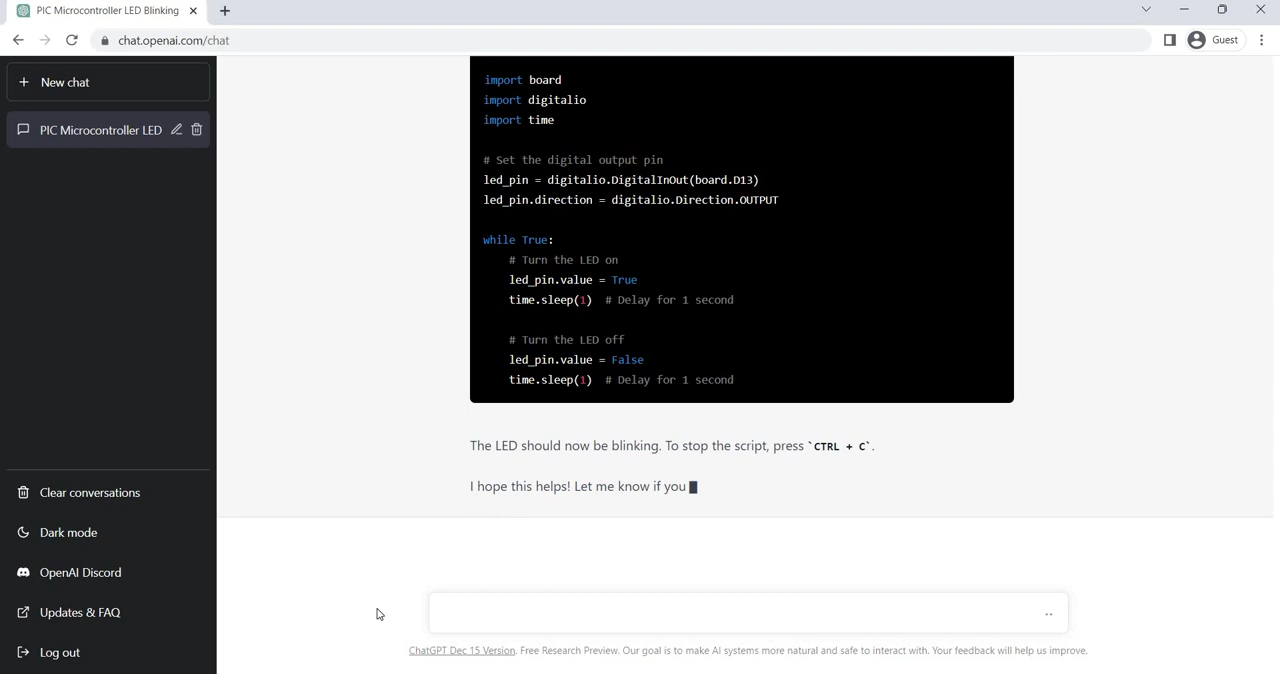 PIC Microcontroller LED Blinking
chat.openai.com/chat
Guest
New chat
PIC Microcontroller LED
import board
import digitalio
import time
# Set the digital output pin
led_pin = digitalio.DigitalInOut(board.D13)
led_pin.direction = digitalio.Direction.OUTPUT
while True:
# Turn the LED on
led_pin.value = True
time.sleep(1)  # Delay for 1 second
# Turn the LED off
led_pin.value = False
time.sleep(1)  # Delay for 1 second
The LED should now be blinking. To stop the script, press `CTRL + C`.
I hope this helps! Let me know if you
Clear conversations
Dark mode
OpenAI Discord
Updates & FAQ
Log out
ChatGPT Dec 15 Version. Free Research Preview. Our goal is to make AI systems more natural and safe to interact with. Your feedback will help us improve.